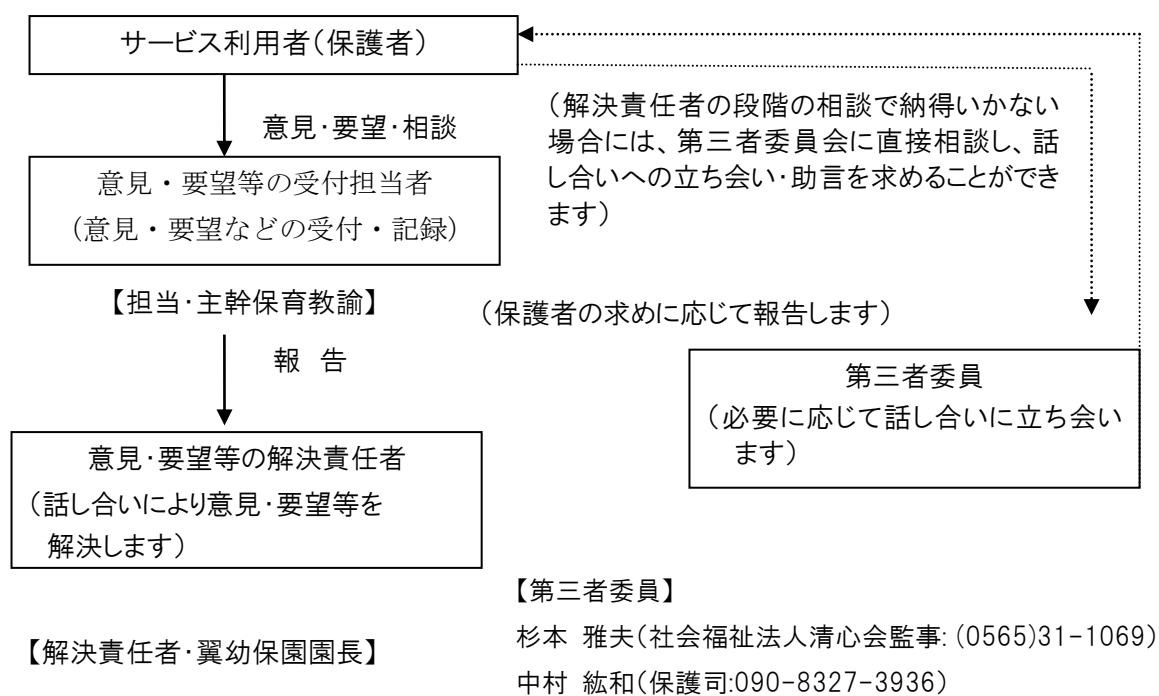 サービス利用者(保護者)
意見・要望・相談
(解決責任者の段階の相談で納得いかない
場合には、第三者委員会に直接相談し、話
し合いへの立ち会い・助言を求めることができ
ます)
意見・要望等の受付担当者
(意見・要望などの受付・記録)
【担当・主幹保育教諭】
(保護者の求めに応じて報告します)
報 告
第三者委員
(必要に応じて話し合いに立ち会い
ます)
意見・要望等の解決責任者
(話し合いにより意見・要望等を
解決します)
【第三者委員】
杉本 雅夫(社会福祉法人清心会監事: (0565)31-1069)
【解決責任者・翼幼保園園長】
中村 紘和(保護司:090-8327-3936)